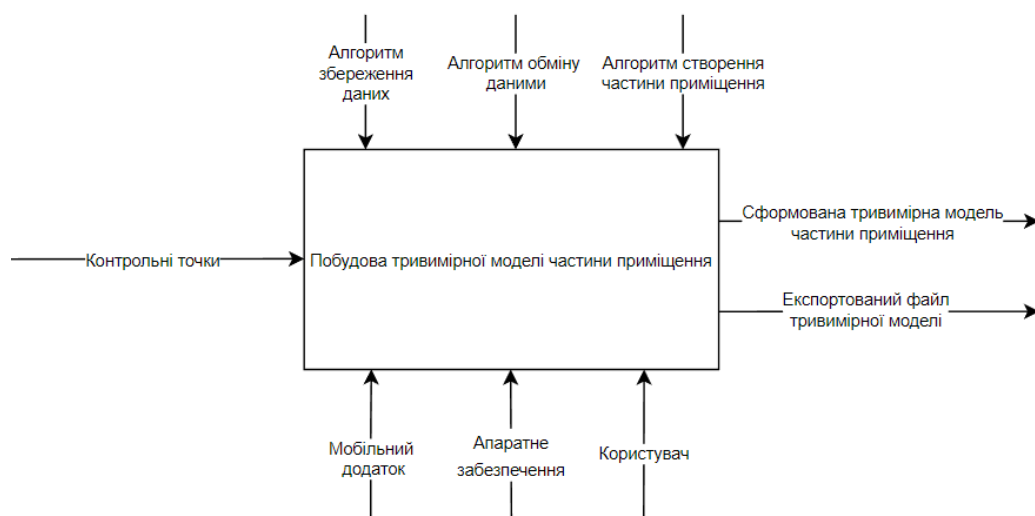 Алгоритм
збереження
даних
Алгоритм обміну
даними
Алгоритм створення
частини приміщення
Контрольні точки
Побудова тривимірної моделі частини приміщення
Сформована тривимірна модель
частини приміщення
Експортований файл
тривимірної моделі
Мобільний
додаток
Апаратне
забезпечення
Користувач